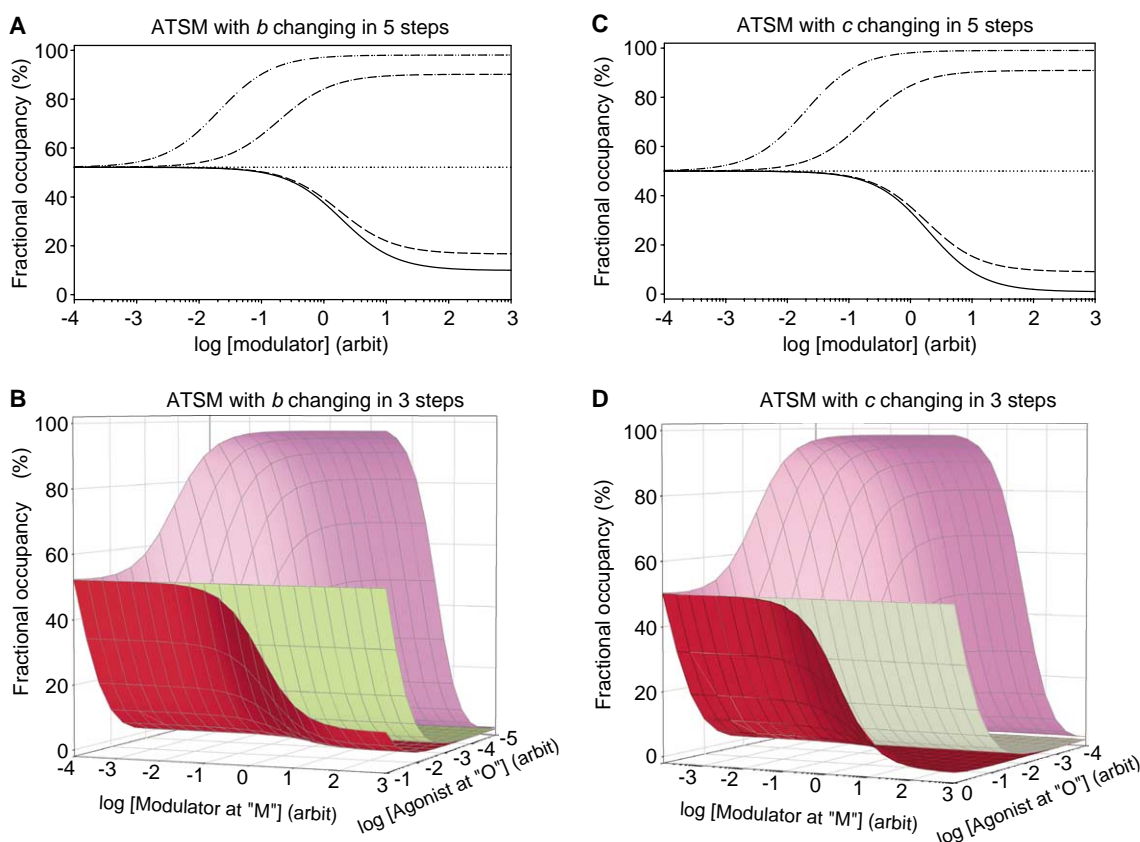 A
ATSM with b changing in 5 steps
Fractional occupancy (%)
100
80
60
40
20
0
-4 -3 -2 -1 0 1 2 3
log [modulator] (arbit)
C
ATSM with c changing in 5 steps
Fractional occupancy (%)
100
80
60
40
20
0
-4 -3 -2 -1 0 1 2 3
log [modulator] (arbit)
B
ATSM with b changing in 3 steps
Fractional occupancy (%)
100
80
60
40
20
0
-4 -3 -2 -1 0 1 2 3
log [Modulator at "M"] (arbit)
-1 -2 -3 -4 -5
log [Agonist at "O"] (arbit)
D
ATSM with c changing in 3 steps
Fractional occupancy (%)
100
80
60
40
20
0
-3 -2 -1 0 1 2 3
log [Modulator at "M"] (arbit)
0 -1 -2 -3 -4
log [Agonist at "O"] (arbit)